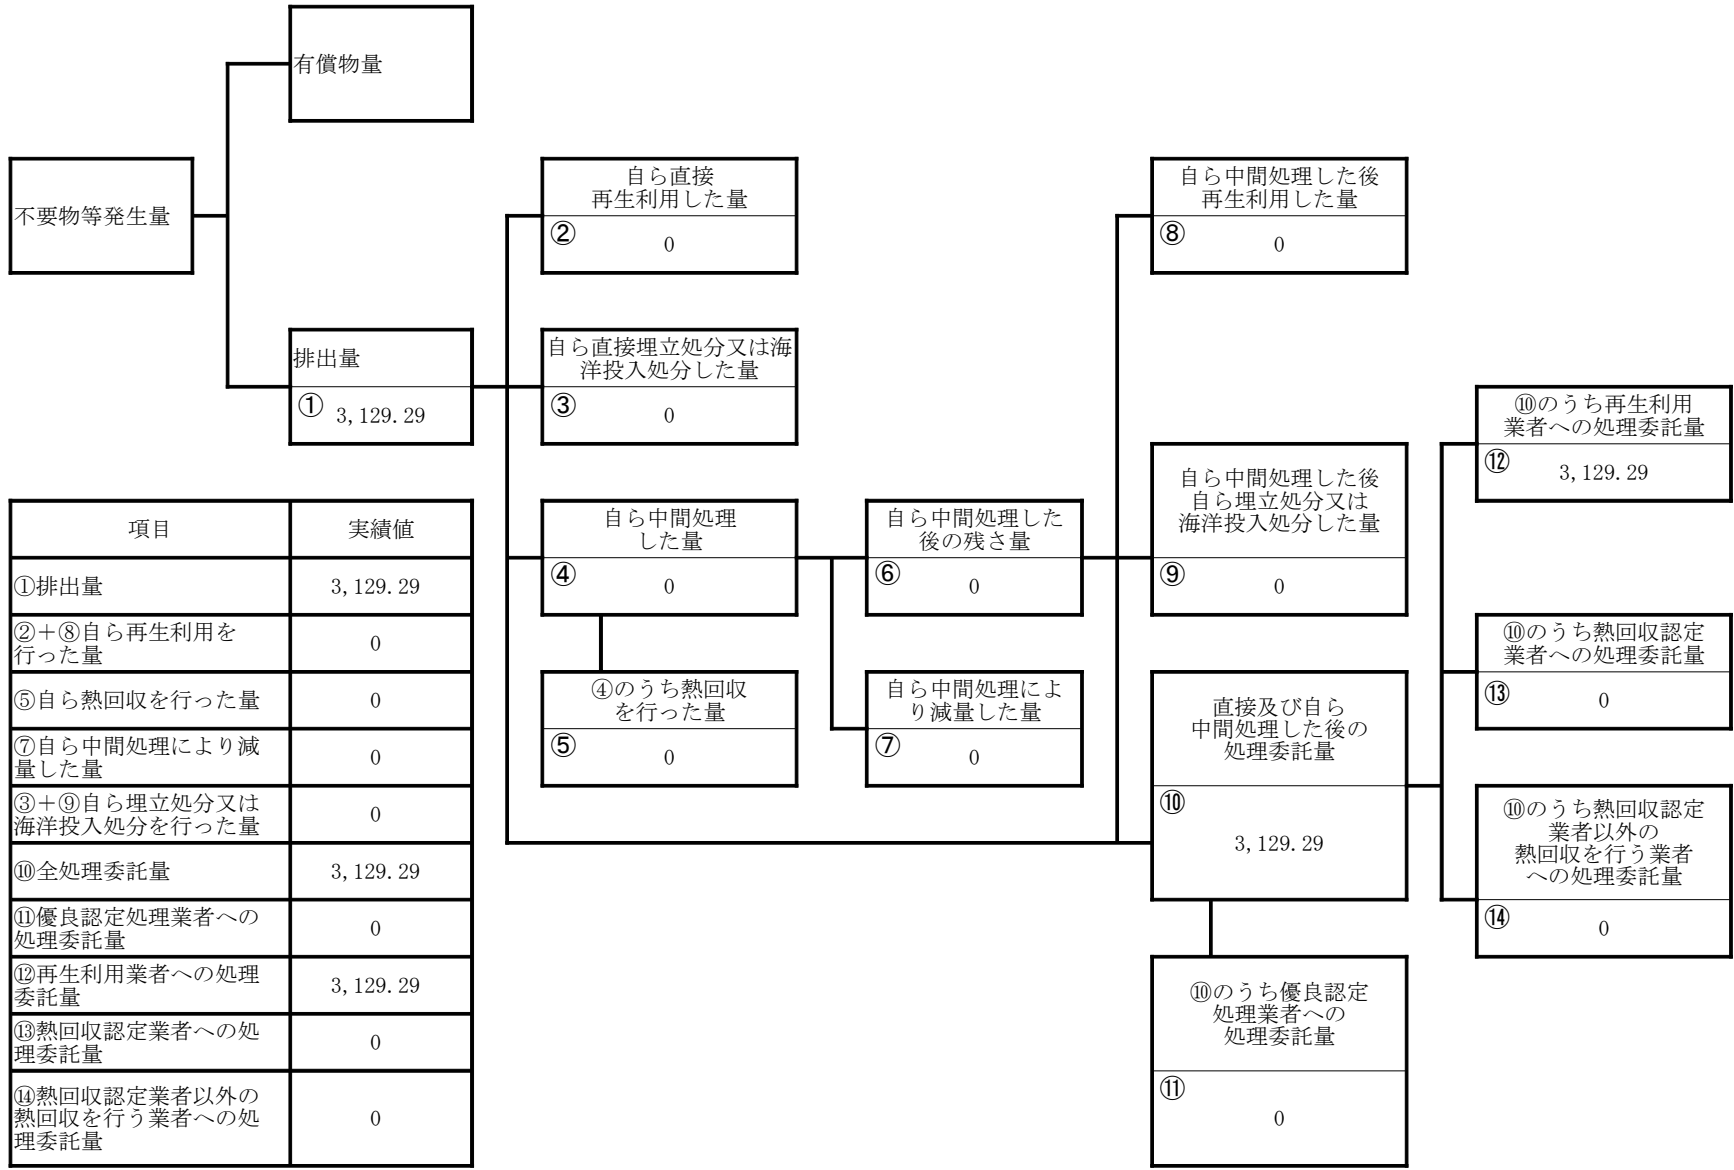 有償物量
不要物等発生量
自ら直接
再生利用した量
② 0
自ら中間処理した後
再生利用した量
⑧ 0
排出量
① 3,129.29
自ら直接埋立処分又は海
洋投入処分した量
③ 0
⑩のうち再生利用
業者への処理委託量
⑫ 3,129.29
自ら中間処理した後
自ら埋立処分又は
海洋投入処分した量
⑨ 0
自ら中間処理
した量
④ 0
自ら中間処理した
後の残さ量
⑥ 0
⑩のうち熱回収認定
業者への処理委託量
⑬ 0
④のうち熱回収
を行った量
⑤ 0
自ら中間処理によ
り減量した量
⑦ 0
直接及び自ら
中間処理した後の
処理委託量
⑩
3,129.29
⑩のうち熱回収認定
業者以外の
熱回収を行う業者
への処理委託量
⑭ 0
⑩のうち優良認定
処理業者への
処理委託量
⑪
0
項目 実績値
①排出量 3,129.29
②+⑧自ら再生利用を
行った量
0
⑤自ら熱回収を行った量 0
⑦自ら中間処理により減
量した量
0
③+⑨自ら埋立処分又は
海洋投入処分を行った量
0
⑩全処理委託量 3,129.29
⑪優良認定処理業者への
処理委託量
0
⑫再生利用業者への処理
委託量
3,129.29
⑬熱回収認定業者への処
理委託量
0
⑭熱回収認定業者以外の
熱回収を行う業者への処
理委託量
0